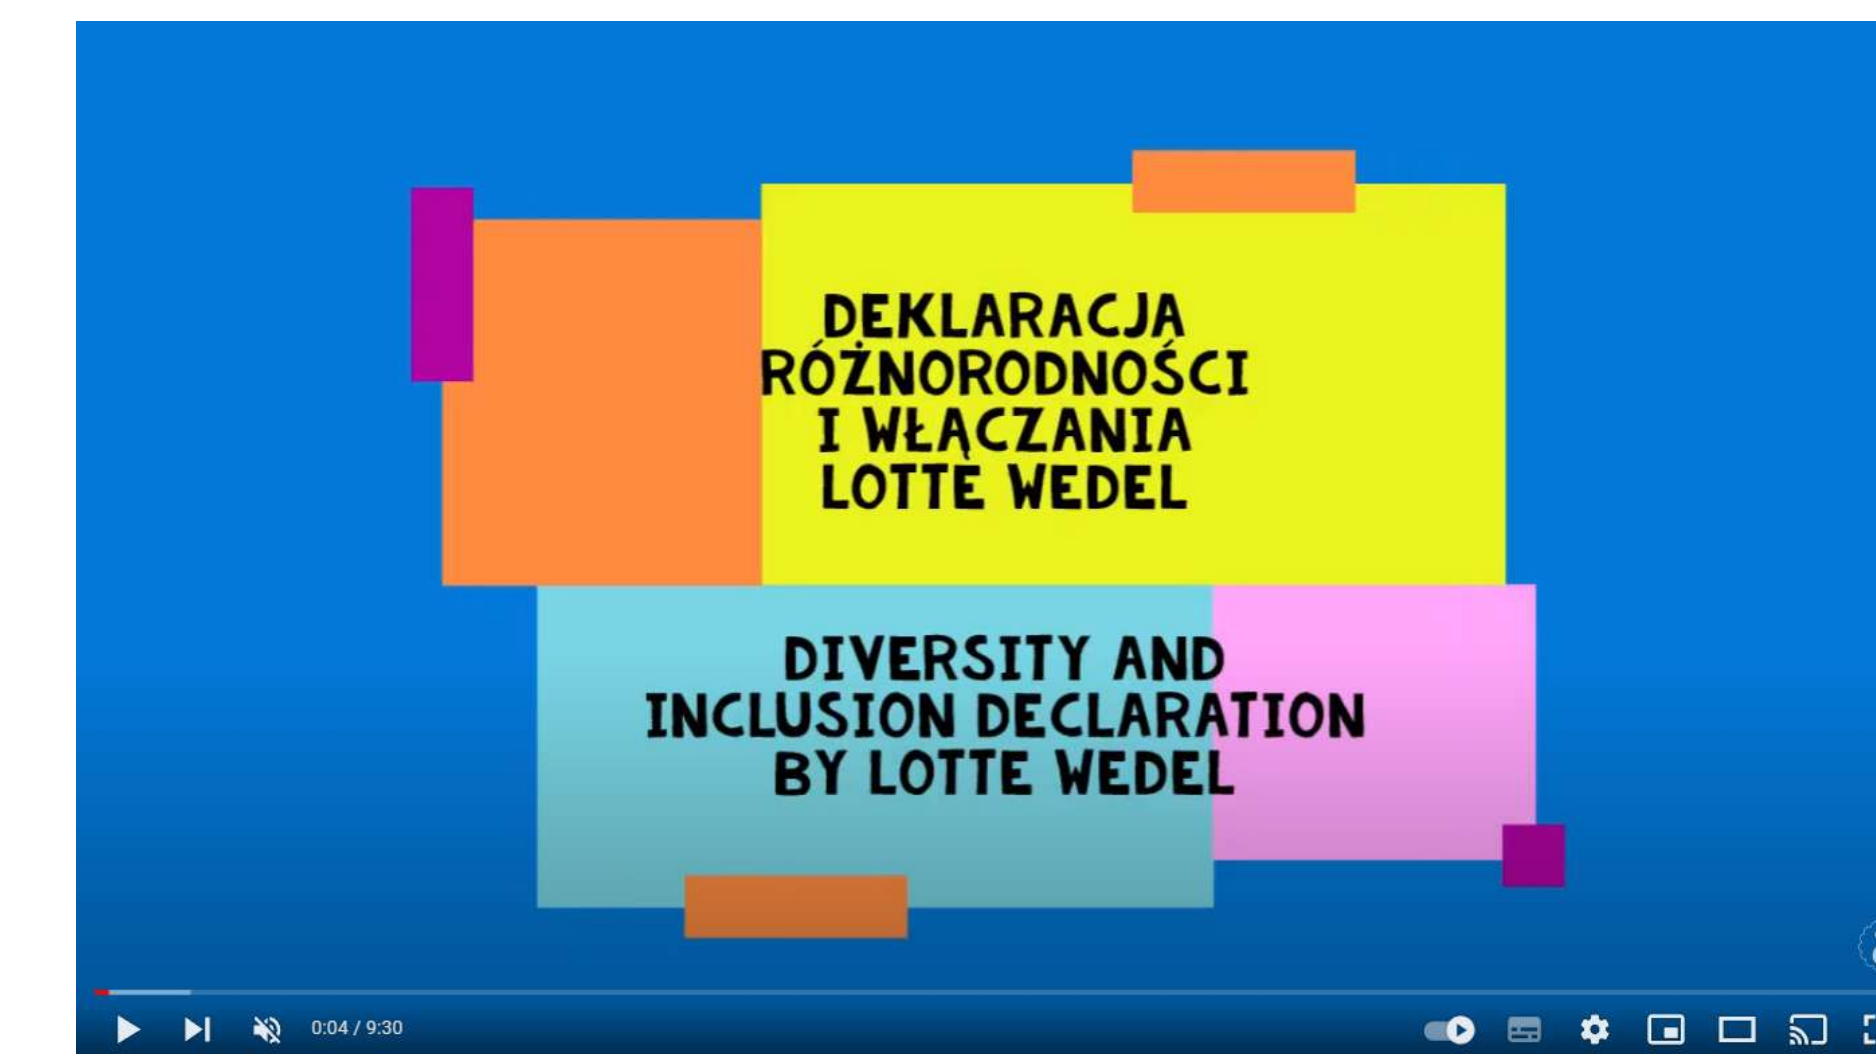 DEKLARACJA
RÓŻNORODNOŚCI
I WŁĄCZANIA
LOTTE WEDEL
DIVERSITY AND
INCLUSION DECLARATION
BY LOTTE WEDEL
0:04 / 9:30